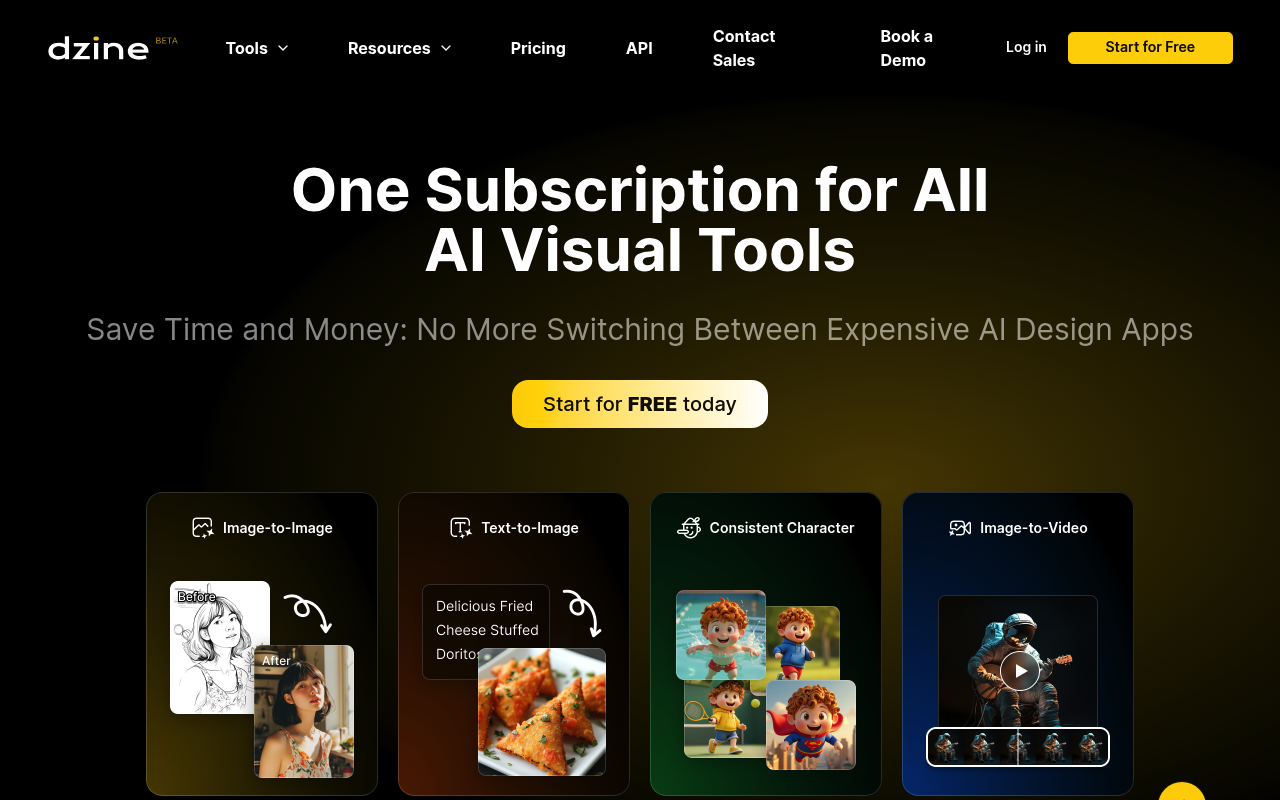 dzine BETA
Tools
Resources
Pricing
API
Contact
Sales
Book a
Demo
Log in
Start for Free
One Subscription for All
AI Visual Tools
Save Time and Money: No More Switching Between Expensive AI Design Apps
Start for FREE today
Image-to-Image
Before
After
Text-to-Image
Delicious Fried
Cheese Stuffed
Doritos
Consistent Character
Image-to-Video